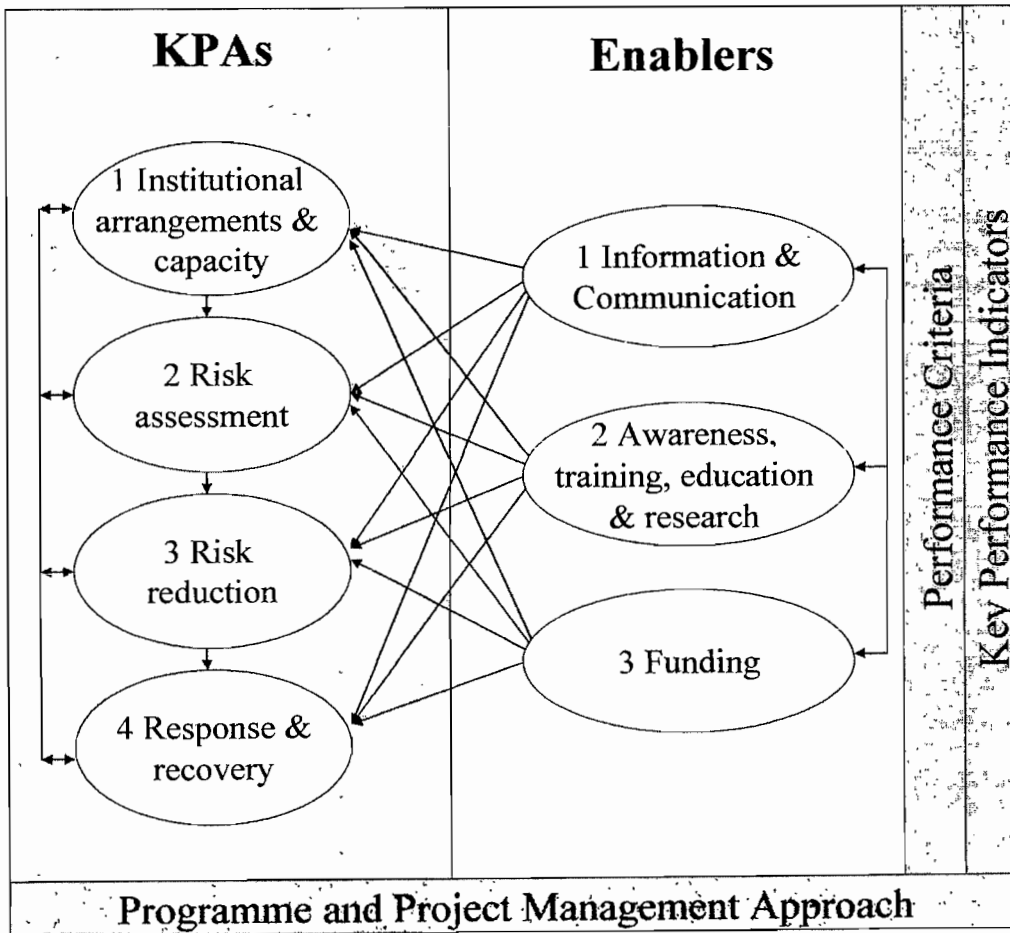 KPAs
1 Institutional
arrangements &
capacity
2 Risk
assessment
3 Risk
reduction
4 Response &
recovery
Enablers
1 Information &
Communication
2 Awareness,
training, education
& research
3 Funding
Performance Criteria
Key Performance Indicators
Programme and Project Management Approach